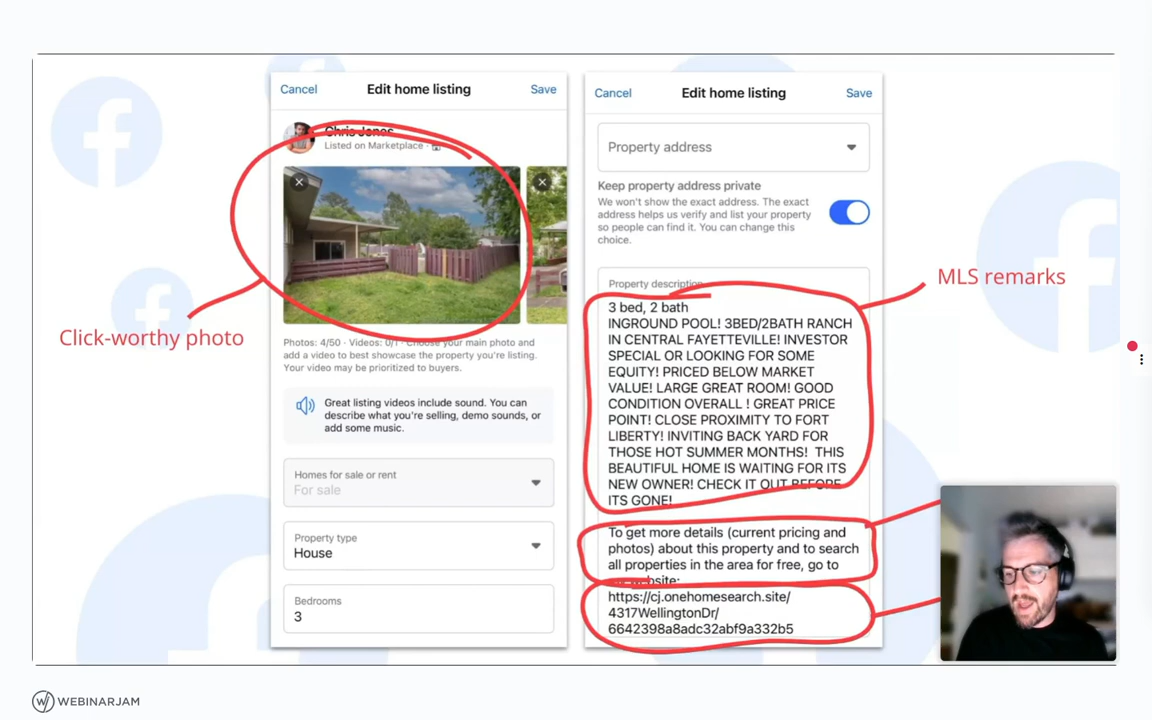 Cancel
Edit home listing
Save
Chris Jones
Listed on Marketplace ·
Photos: 4/50 · Videos: 0/1 · Choose your main photo and
add a video to best showcase the property you're listing.
Your video may be prioritized to buyers.
Great listing videos include sound. You can
describe what you're selling, demo sounds, or
add some music.
Homes for sale or rent
For sale
Property type
House
Bedrooms
3
Click-worthy photo
Cancel
Edit home listing
Save
Property address
Keep property address private
We won't show the exact address. The exact
address helps us verify and list your property
so people can find it. You can change this
choice.
Property description
3 bed, 2 bath
INGROUND POOL! 3BED/2BATH RANCH
IN CENTRAL FAYETTEVILLE! INVESTOR
SPECIAL OR LOOKING FOR SOME
EQUITY! PRICED BELOW MARKET
VALUE! LARGE GREAT ROOM! GOOD
CONDITION OVERALL ! GREAT PRICE
POINT! CLOSE PROXIMITY TO FORT
LIBERTY! INVITING BACK YARD FOR
THOSE HOT SUMMER MONTHS!  THIS
BEAUTIFUL HOME IS WAITING FOR ITS
NEW OWNER! CHECK IT OUT BEFORE
ITS GONE!
To get more details (current pricing and
photos) about this property and to search
all properties in the area for free, go to
website:
https://cj.onehomesearch.site/
4317WellingtonDr/
6642398a8adc32abf9a332b5
MLS remarks
WEBINARJAM